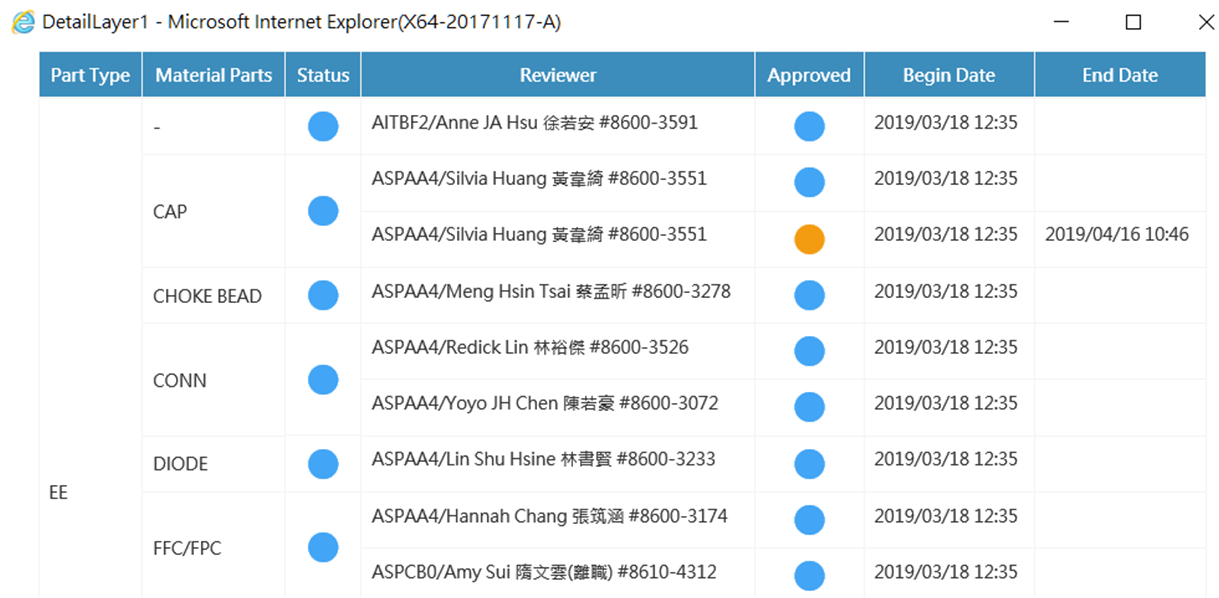 DetailLayer1 - Microsoft Internet Explorer(X64-20171117-A)
Part Type Material Parts Status Reviewer Approved Begin Date End Date
- AITBF2/Anne JA Hsu 徐若安 #8600-3591 2019/03/18 12:35
ASPAA4/Silvia Huang 黃韋綺 #8600-3551 2019/03/18 12:35
CAP
ASPAA4/Silvia Huang 黃韋綺 #8600-3551 2019/03/18 12:35 2019/04/16 10:46
CHOKE BEAD ASPAA4/Meng Hsin Tsai 蔡孟昕 #8600-3278 2019/03/18 12:35
ASPAA4/Redick Lin 林裕傑 #8600-3526 2019/03/18 12:35
CONN
ASPAA4/Yoyo JH Chen 陳若豪 #8600-3072 2019/03/18 12:35
DIODE ASPAA4/Lin Shu Hsine 林書賢 #8600-3233 2019/03/18 12:35
EE
ASPAA4/Hannah Chang 張筑涵 #8600-3174 2019/03/18 12:35
FFC/FPC
ASPCB0/Amy Sui 隋文雲(離職) #8610-4312 2019/03/18 12:35